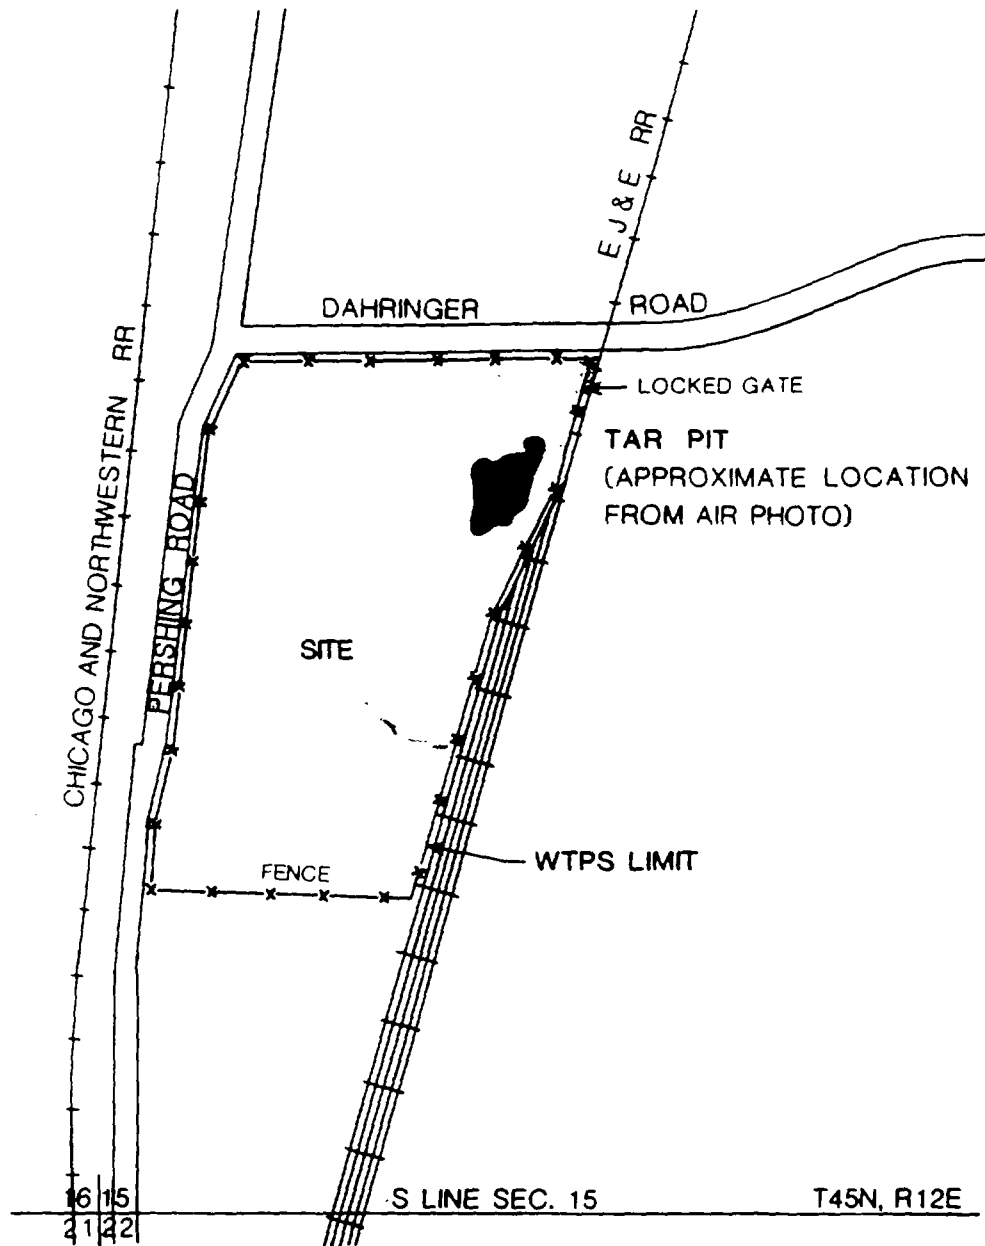 E J & E RR
DAHRINGER ROAD
CHICAGO AND NORTHWESTERN RR
LOCKED GATE
TAR PIT
(APPROXIMATE LOCATION
FROM AIR PHOTO)
PERSHING ROAD
SITE
WTPS LIMIT
FENCE
16 15
S LINE SEC. 15
T45N, R12E
21 22